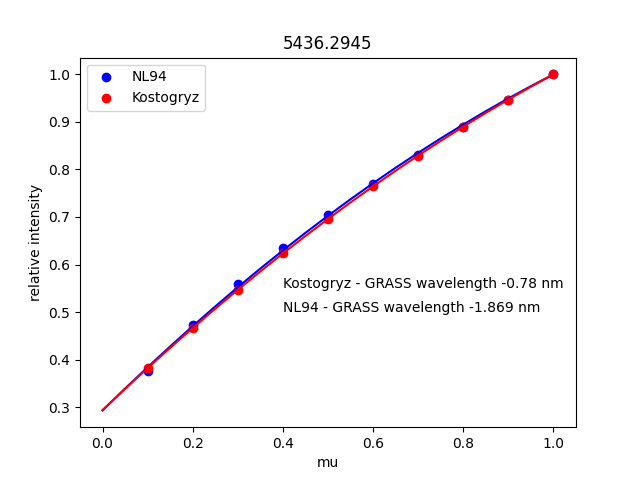 5436.2945
NL94
Kostogryz
1.0
0.9
0.8
0.7
0.6
0.5
0.4
0.3
relative intensity
Kostogryz - GRASS wavelength -0.78 nm
NL94 - GRASS wavelength -1.869 nm
0.0 0.2 0.4 0.6 0.8 1.0
mu